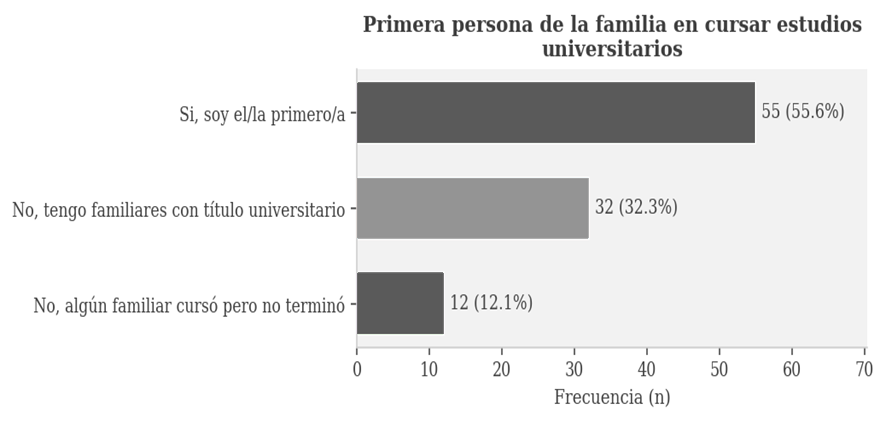 Primera persona de la familia en cursar estudios
universitarios
Si, soy el/la primero/a
55 (55.6%)
No, tengo familiares con título universitario
32 (32.3%)
No, algún familiar cursó pero no terminó
12 (12.1%)
0 10 20 30 40 50 60 70
Frecuencia (n)